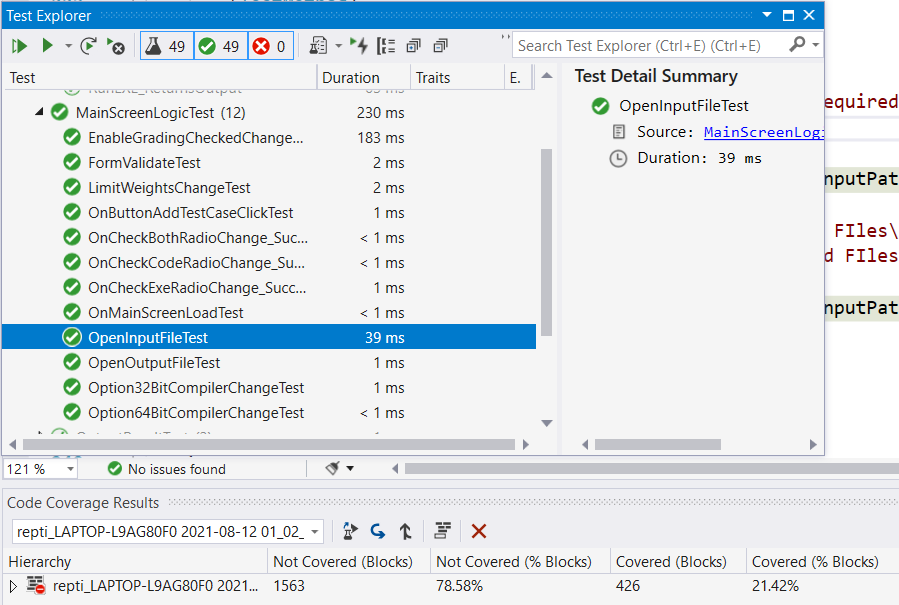 Test Explorer
49 49 0 Search Test Explorer (Ctrl+E) (Ctrl+E)
Test Duration Traits E.
RunEXE_ReturnsOutput
MainScreenLogicTest (12) 230 ms
EnableGradingCheckedChange... 183 ms
FormValidateTest 2 ms
LimitWeightsChangeTest 2 ms
OnButtonAddTestCaseClickTest 1 ms
OnCheckBothRadioChange_Suc... < 1 ms
OnCheckCodeRadioChange_Su... < 1 ms
OnCheckExeRadioChange_Succ... 1 ms
OnMainScreenLoadTest < 1 ms
OpenInputFileTest 39 ms
OpenOutputFileTest 1 ms
Option32BitCompilerChangeTest 1 ms
Option64BitCompilerChangeTest < 1 ms
Test Detail Summary
OpenInputFileTest
Source: MainScreenLogi
Duration: 39 ms
equired
nputPat
FIles\
d FIles
nputPat
121 % No issues found
Code Coverage Results
repti_LAPTOP-L9AG80F0 2021-08-12 01_02_
Hierarchy Not Covered (Blocks) Not Covered (% Blocks) Covered (Blocks) Covered (% Blocks)
repti_LAPTOP-L9AG80F0 2021... 1563 78.58% 426 21.42%